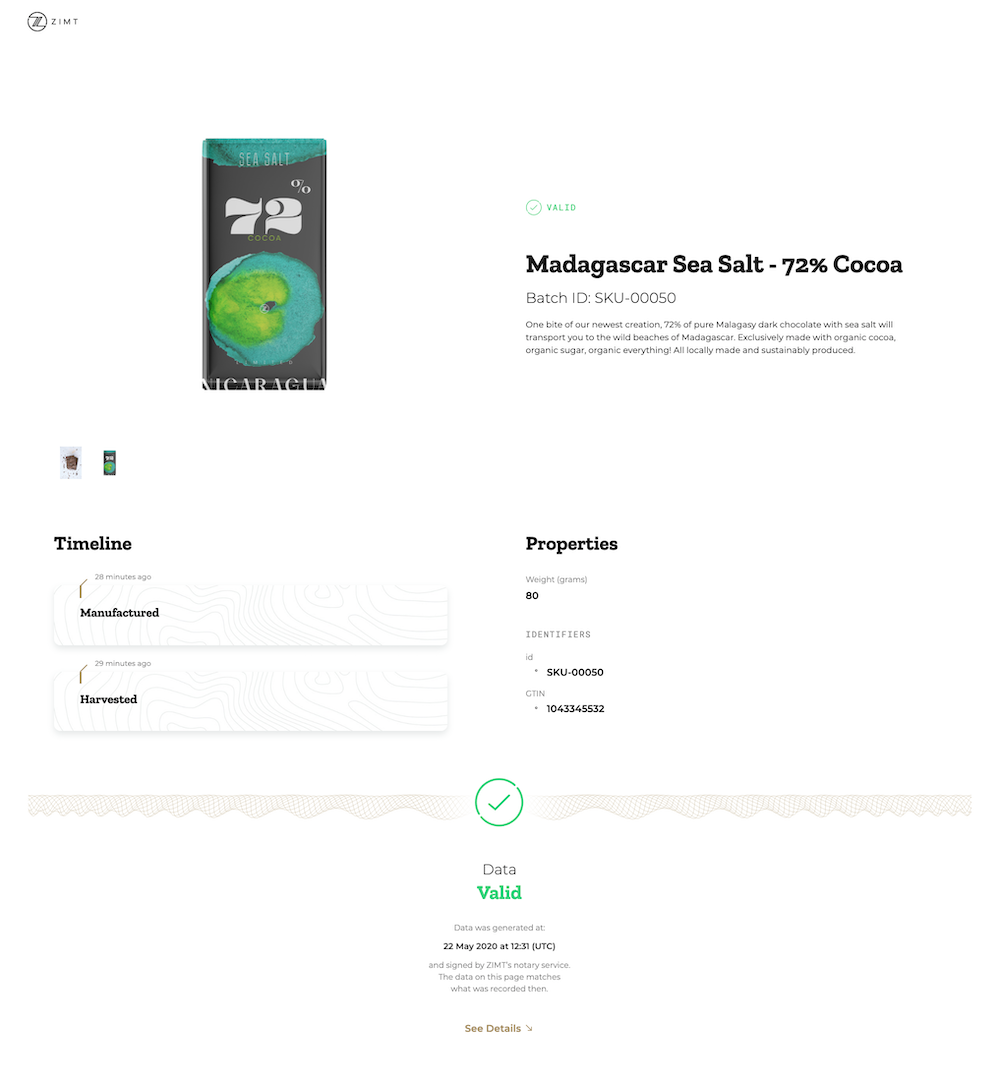 ZIMT
SEA SALT
72%
COCOA
NICARAGUA
VALID
Madagascar Sea Salt - 72% Cocoa
Batch ID: SKU-00050
One bite of our newest creation, 72% of pure Malagasy dark chocolate with sea salt will
transport you to the wild beaches of Madagascar. Exclusively made with organic cocoa,
organic sugar, organic everything! All locally made and sustainably produced.
Timeline
28 minutes ago
Manufactured
29 minutes ago
Harvested
Properties
Weight (grams)
80
IDENTIFIERS
id
SKU-00050
GTIN
1043345532
Data
Valid
Data was generated at:
22 May 2020 at 12:31 (UTC)
and signed by ZIMT's notary service.
The data on this page matches
what was recorded then.
See Details